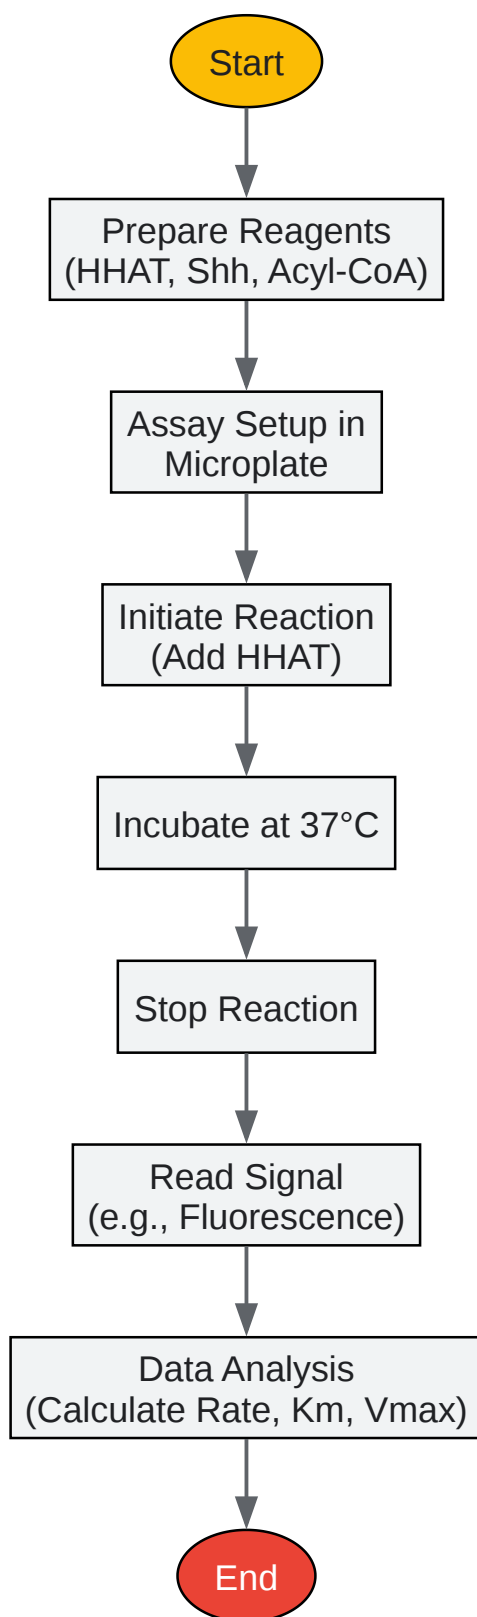 Start
Prepare Reagents
(HHAT, Shh, Acyl-CoA)
Assay Setup in
Microplate
Initiate Reaction
(Add HHAT)
Incubate at 37°C
Stop Reaction
Read Signal
(e.g., Fluorescence)
Data Analysis
(Calculate Rate, Km, Vmax)
End